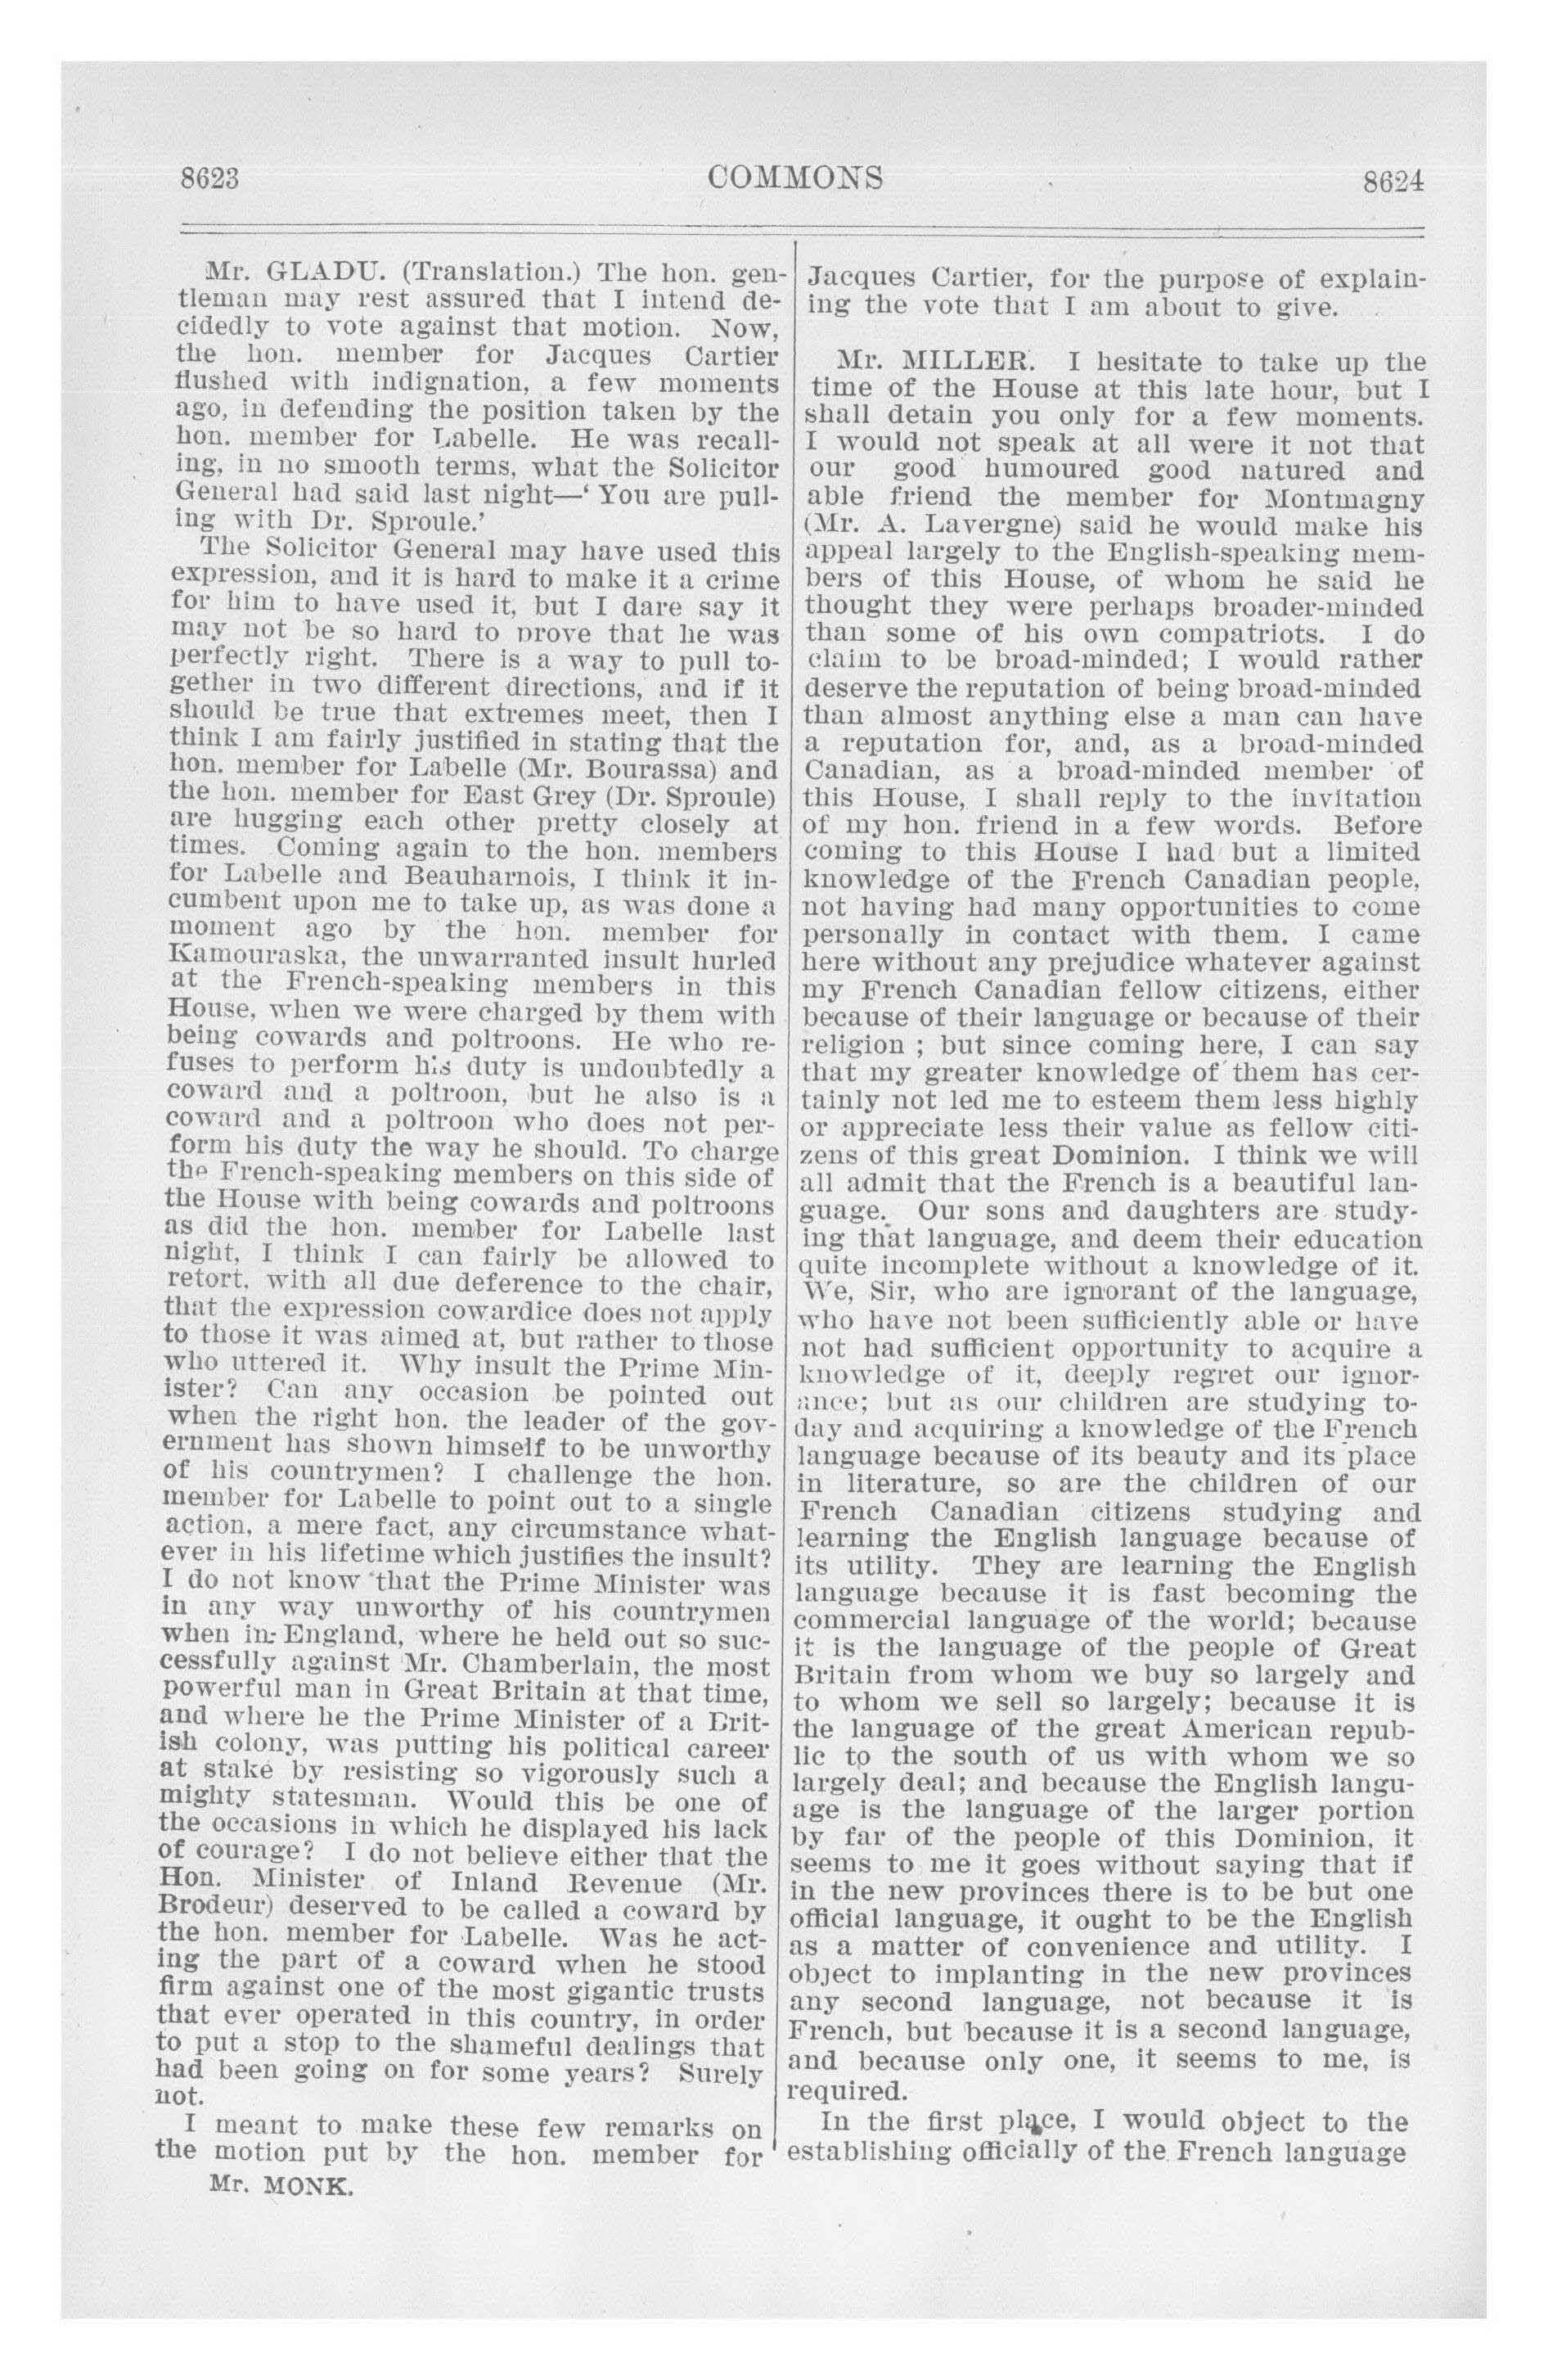 8623
COMMONS
8624
Mr. GLADU. (Translation.) The hon. gen-
tleman may rest assured that I intend de-
cidedly to vote against that motion. Now,
the hon. member for Jacques Cartier
flushed with indignation, a few moments
ago, in defending the position taken by the
hon. member for Labelle. He was recall-
ing, in no smooth terms, what the Solicitor
General had said last night—‘ You are pull-
ing with Dr. Sproule.’
The Solicitor General may have used this
expression, and it is hard to make it a crime
for him to have used it, but I dare say it
may not be so hard to prove that he was
perfectly right. There is a way to pull to-
gether in two different directions, and if it
should be true that extremes meet, then I
think I am fairly justified in stating that the
hon. member for Labelle (Mr. Bourassa) and
the hon. member for East Grey (Dr. Sproule)
are hugging each other pretty closely at
times. Coming again to the hon. members
for Labelle and Beauharnois, I think it in-
cumbent upon me to take up, as was done a
moment ago by the hon. member for
Kamouraska, the unwarranted insult hurled
at the French-speaking members in this
House, when we were charged by them with
being cowards and poltroons. He who re-
fuses to perform his duty is undoubtedly a
coward and a poltroon, but he also is a
coward and a poltroon who does not per-
form his duty the way he should. To charge
the French-speaking members on this side of
the House with being cowards and poltroons
as did the hon. member for Labelle last
night, I think I can fairly be allowed to
retort, with all due deference to the chair,
that the expression cowardice does not apply
to those it was aimed at, but rather to those
who uttered it. Why insult the Prime Min-
ister? Can any occasion be pointed out
when the right hon. the leader of the gov-
ernment has shown himself to be unworthy
of his countrymen? I challenge the hon.
member for Labelle to point out to a single
action, a mere fact, any circumstance what-
ever in his lifetime which justifies the insult?
I do not know that the Prime Minister was
in any way unworthy of his countrymen
when in England, where he held out so suc-
cessfully against Mr. Chamberlain, the most
powerful man in Great Britain at that time,
and where he the Prime Minister of a Brit-
ish colony, was putting his political career
at stake by resisting so vigorously such a
mighty statesman. Would this be one of
the occasions in which he displayed his lack
of courage? I do not believe either that the
Hon. Minister of Inland Revenue (Mr.
Brodeur) deserved to be called a coward by
the hon. member for Labelle. Was he act-
ing the part of a coward when he stood
firm against one of the most gigantic trusts
that ever operated in this country, in order
to put a stop to the shameful dealings that
had been going on for some years? Surely
not.
I meant to make these few remarks on
the motion put by the hon. member for
Mr. MONK.
Jacques Cartier, for the purpose of explain-
ing the vote that I am about to give.
Mr. MILLER. I hesitate to take up the
time of the House at this late hour, but I
shall detain you only for a few moments.
I would not speak at all were it not that
our good humoured good natured and
able friend the member for Montmagny
(Mr. A. Lavergne) said he would make his
appeal largely to the English-speaking mem-
bers of this House, of whom he said he
thought they were perhaps broader-minded
than some of his own compatriots. I do
claim to be broad-minded; I would rather
deserve the reputation of being broad-minded
than almost anything else a man can have
a reputation for, and, as a broad-minded
Canadian, as a broad-minded member of
this House, I shall reply to the invitation
of my hon. friend in a few words. Before
coming to this House I had but a limited
knowledge of the French Canadian people,
not having had many opportunities to come
personally in contact with them. I came
here without any prejudice whatever against
my French Canadian fellow citizens, either
because of their language or because of their
religion ; but since coming here, I can say
that my greater knowledge of them has cer-
tainly not led me to esteem them less highly
or appreciate less their value as fellow citi-
zens of this great Dominion. I think we will
all admit that the French is a beautiful lan-
guage. Our sons and daughters are study-
ing that language, and deem their education
quite incomplete without a knowledge of it.
We, Sir, who are ignorant of the language,
who have not been sufficiently able or have
not had sufficient opportunity to acquire a
knowledge of it, deeply regret our ignor-
ance; but as our children are studying to-
day and acquiring a knowledge of the French
language because of its beauty and its place
in literature, so are the children of our
French Canadian citizens studying and
learning the English language because of
its utility. They are learning the English
language because it is fast becoming the
commercial language of the world; because
it is the language of the people of Great
Britain from whom we buy so largely and
to whom we sell so largely; because it is
the language of the great American repub-
lic to the south of us with whom we so
largely deal; and because the English langu-
age is the language of the larger portion
by far of the people of this Dominion, it
seems to me it goes without saying that if
in the new provinces there is to be but one
official language, it ought to be the English
as a matter of convenience and utility. I
object to implanting in the new provinces
any second language, not because it is
French, but because it is a second language,
and because only one, it seems to me, is
required.
In the first place, I would object to the
establishing officially of the French language